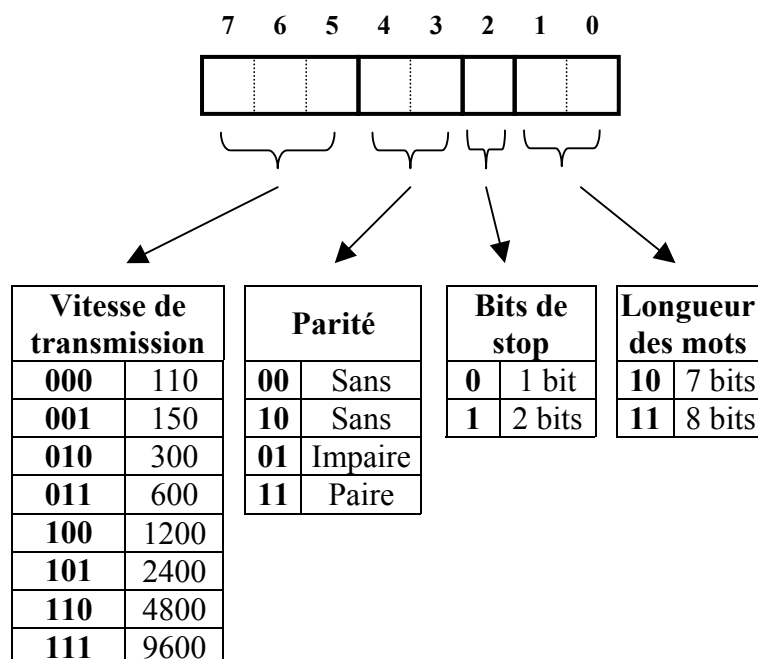 7 6 5 4 3 2 1 0
Vitesse de
transmission
000 110
001 150
010 300
011 600
100 1200
101 2400
110 4800
111 9600
Parité
00 Sans
10 Sans
01 Impaire
11 Paire
Bits de
stop
0 1 bit
1 2 bits
Longueur
des mots
10 7 bits
11 8 bits